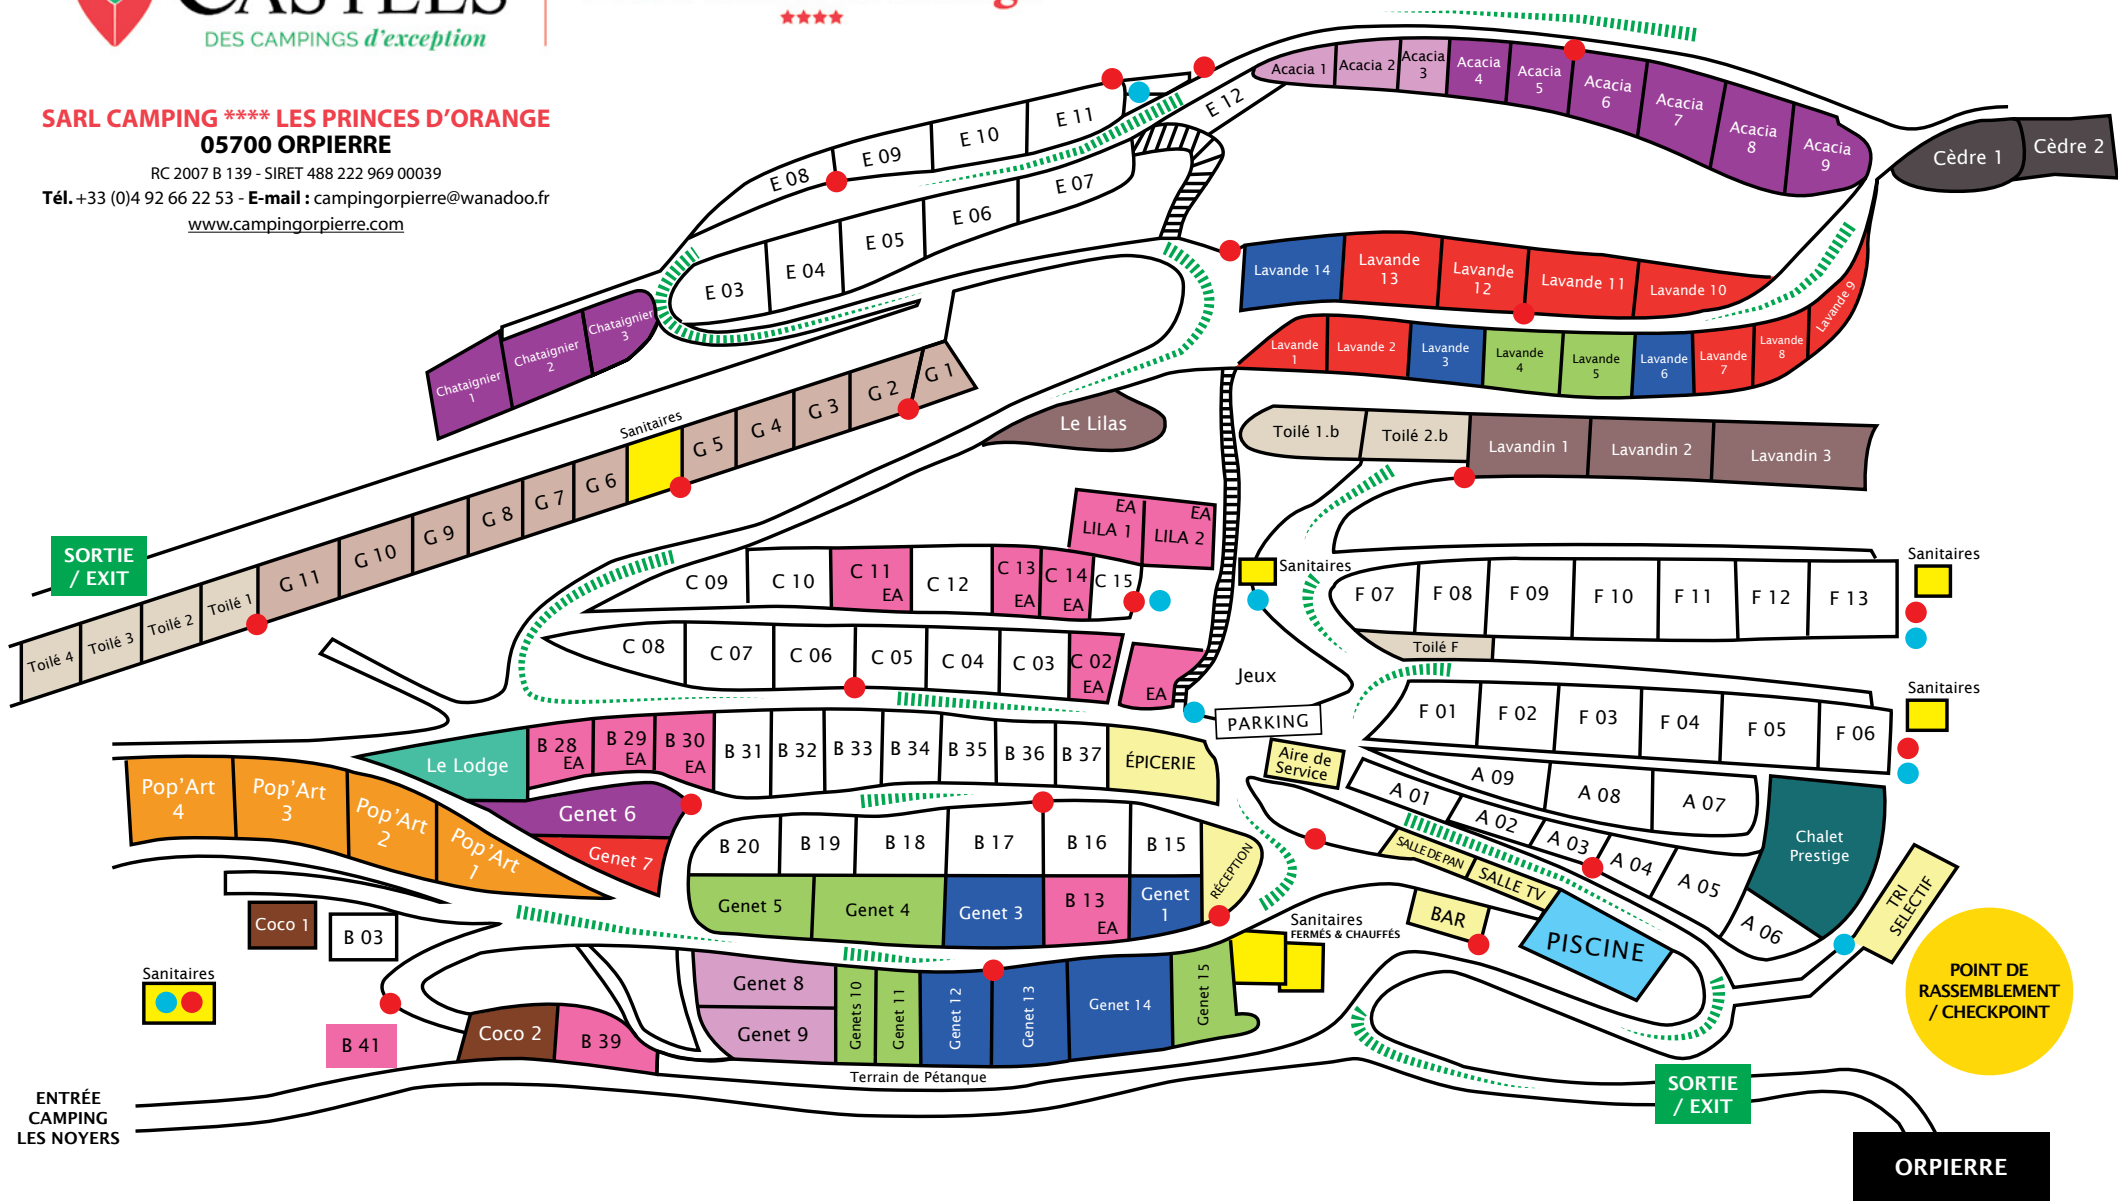 CASTELS
DES CAMPINGS d'exception
★★★★
SARL CAMPING **** LES PRINCES D'ORANGE
05700 ORPIERRE
RC 2007 B 139 - SIRET 488 222 969 00039
Tél. +33 (0)4 92 66 22 53 - E-mail : campingorpierre@wanadoo.fr
www.campingorpierre.com
Acacia 1
Acacia 2
Acacia
3
Acacia
4
Acacia
5
Acacia
6
Acacia
7
Acacia
8
Acacia
9
Cèdre 1
Cèdre 2
E 12
E 11
E 10
E 09
E 08
E 07
E 06
E 05
E 04
E 03
Chataignier
1
Chataignier
2
Chataignier
3
Lavande 14
Lavande
13
Lavande
12
Lavande 11
Lavande 10
Lavande 9
Lavande
1
Lavande 2
Lavande
3
Lavande
4
Lavande
5
Lavande
6
Lavande
7
Lavande
8
G 1
G 2
G 3
G 4
G 5
Sanitaires
G 6
G 7
G 8
G 9
G 10
G 11
Toilé 1
Toilé 2
Toilé 3
Toilé 4
SORTIE
/ EXIT
Le Lilas
Toilé 1.b
Toilé 2.b
Lavandin 1
Lavandin 2
Lavandin 3
EA
LILA 1
EA
LILA 2
C 09
C 10
C 11
EA
C 12
C 13
EA
C 14
EA
C 15
Sanitaires
F 07
F 08
F 09
F 10
F 11
F 12
F 13
Sanitaires
Toilé F
C 08
C 07
C 06
C 05
C 04
C 03
C 02
EA
EA
Jeux
PARKING
F 01
F 02
F 03
F 04
F 05
F 06
Sanitaires
Le Lodge
B 28
EA
B 29
EA
B 30
EA
B 31
B 32
B 33
B 34
B 35
B 36
B 37
ÉPICERIE
Aire de
Service
A 09
A 08
A 07
A 01
A 02
A 03
A 04
A 05
A 06
Chalet
Prestige
TRI
SELECTIF
Pop'Art
4
Pop'Art
3
Pop'Art
2
Pop'Art
1
Genet 6
Genet 7
B 20
B 19
B 18
B 17
B 16
B 15
RÉCEPTION
SALLE DE PAN
SALLE TV
BAR
PISCINE
Genet 5
Genet 4
Genet 3
B 13
EA
Genet
1
Sanitaires
FERMÉS & CHAUFFÉS
Coco 1
B 03
Sanitaires
B 41
Coco 2
B 39
Genet 8
Genet 9
Genets 10
Genet 11
Genet 12
Genet 13
Genet 14
Genet 15
Terrain de Pétanque
POINT DE
RASSEMBLEMENT
/ CHECKPOINT
SORTIE
/ EXIT
ENTRÉE
CAMPING
LES NOYERS
ORPIERRE